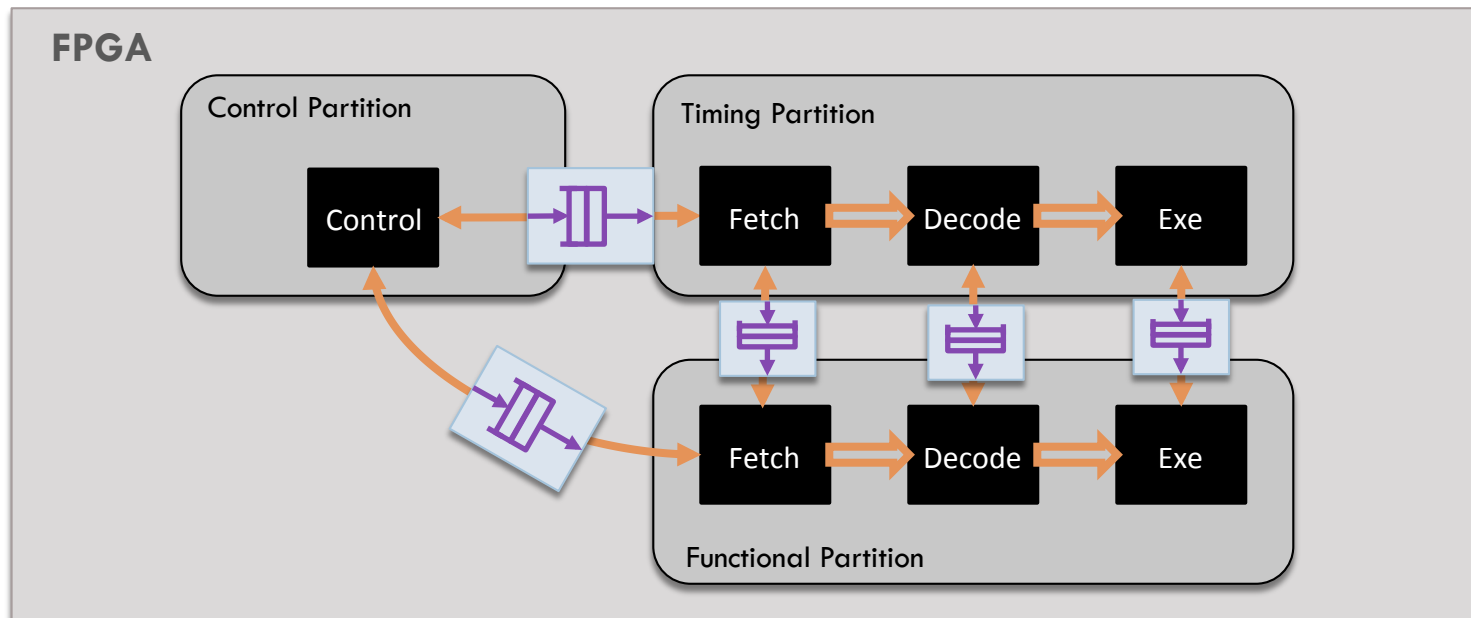 FPGA
Control Partition
Timing Partition
Control
Fetch
Decode
Exe
Fetch
Decode
Exe
Functional Partition